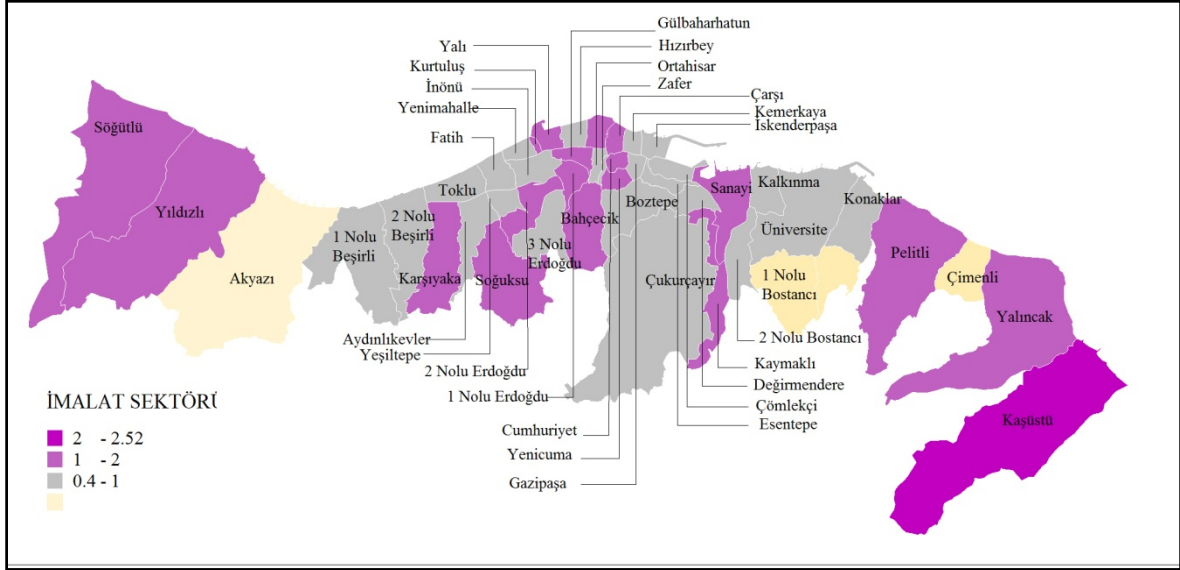 Gülbaharhatun
Yalı
Hızırbey
Kurtuluş
Ortahisar
İnönü
Zafer
Yenimahalle
Çarşı
Kemerkaya
İskenderpaşa
Fatih
Söğütlü
Yıldızlı
Akyazı
1 Nolu
Beşirli
2 Nolu
Beşirli
Toklu
Karşıyaka
Soğuksu
3 Nolu
Erdoğdu
Bahçecik
Boztepe
Çukurçayır
Sanayi
Kalkınma
Üniversite
Konaklar
1 Nolu
Bostancı
Pelitli
Çimenli
Yalıncak
Kaşüstü
Aydınlıkevler
Yeşiltepe
2 Nolu Erdoğdu
1 Nolu Erdoğdu
Cumhuriyet
Yenicuma
Gazipaşa
2 Nolu Bostancı
Kaymaklı
Değirmendere
Çömlekçi
Esentepe
İMALAT SEKTÖRÜ
2 - 2.52
1 - 2
0.4 - 1